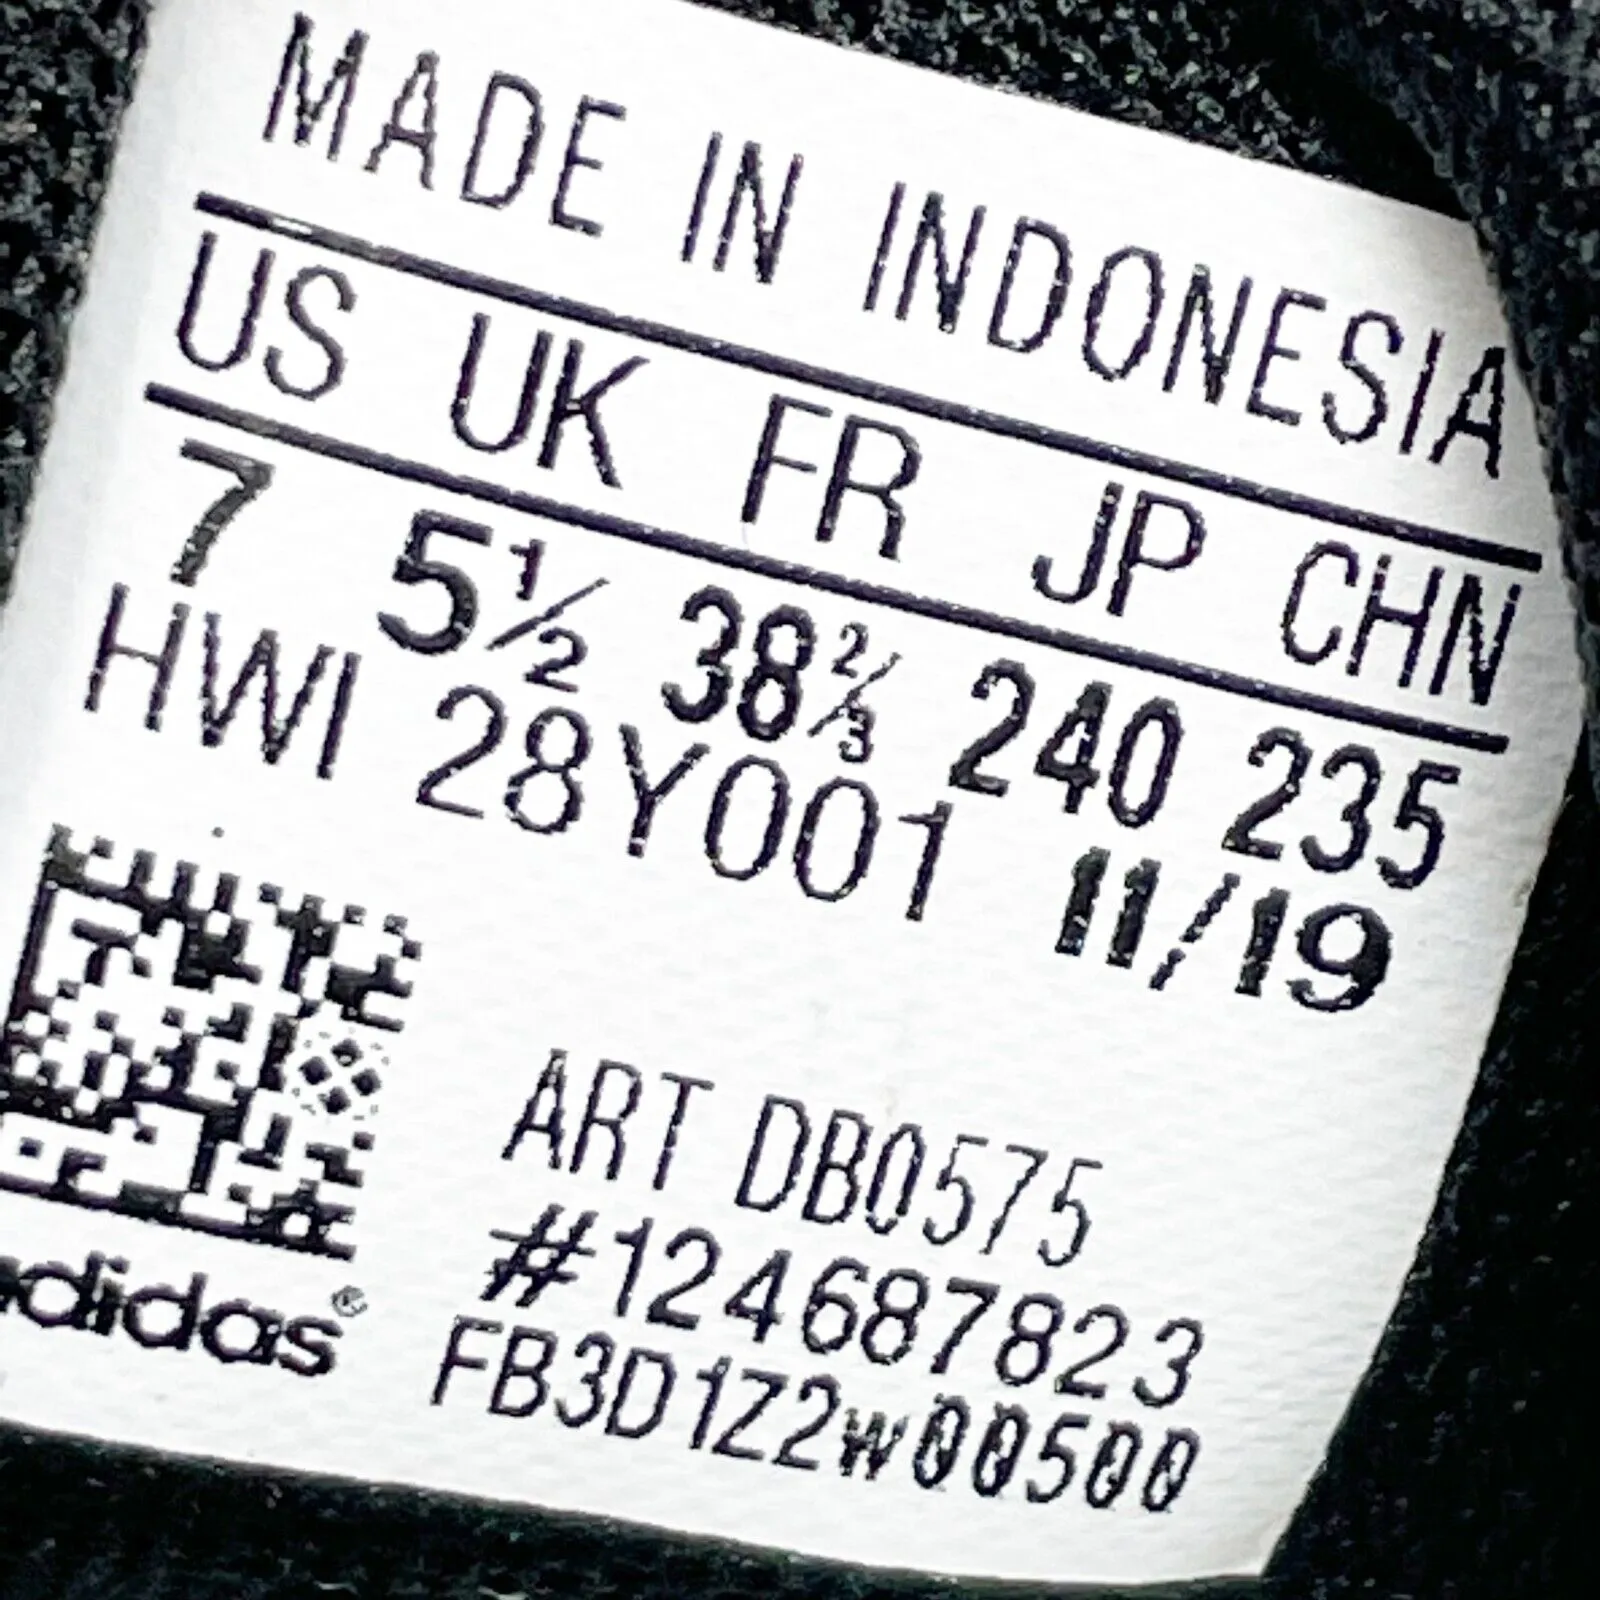 MADE IN INDONESIA
US UK FR JP CHN
7 5½ 38⅔ 240 235
HWI 28Y001 11/19
ART DB0575
#124687823
FB3D1Z2w00500
adidas®